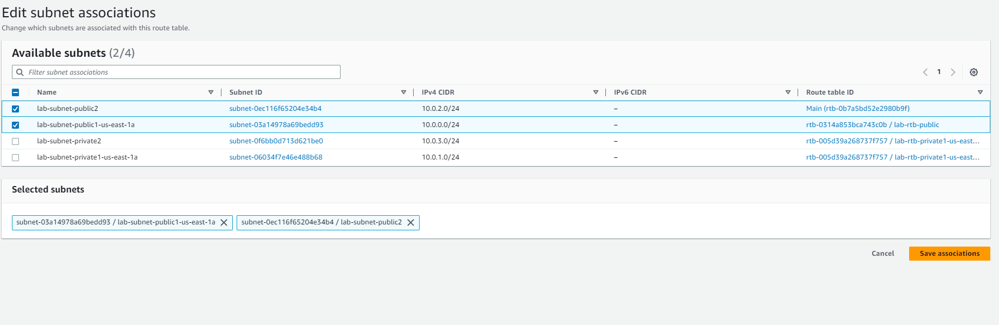 Edit subnet associations
Change which subnets are associated with this route table.
Available subnets (2/4)
Filter subnet associations
1
Name Subnet ID IPv4 CIDR IPv6 CIDR Route table ID
lab-subnet-public2 subnet-0ec116f65204e34b4 10.0.2.0/24 – Main (rtb-0b7a5bd52e2980b9f)
lab-subnet-public1-us-east-1a subnet-03a14978a69bedd93 10.0.0.0/24 – rtb-0314a853bca743c0b / lab-rtb-public
lab-subnet-private2 subnet-0f6bb0d713d621be0 10.0.3.0/24 – rtb-005d39a268737f757 / lab-rtb-private1-us-east...
lab-subnet-private1-us-east-1a subnet-06034f7e46e488b68 10.0.1.0/24 – rtb-005d39a268737f757 / lab-rtb-private1-us-east...
Selected subnets
subnet-03a14978a69bedd93 / lab-subnet-public1-us-east-1a subnet-0ec116f65204e34b4 / lab-subnet-public2
Cancel Save associations